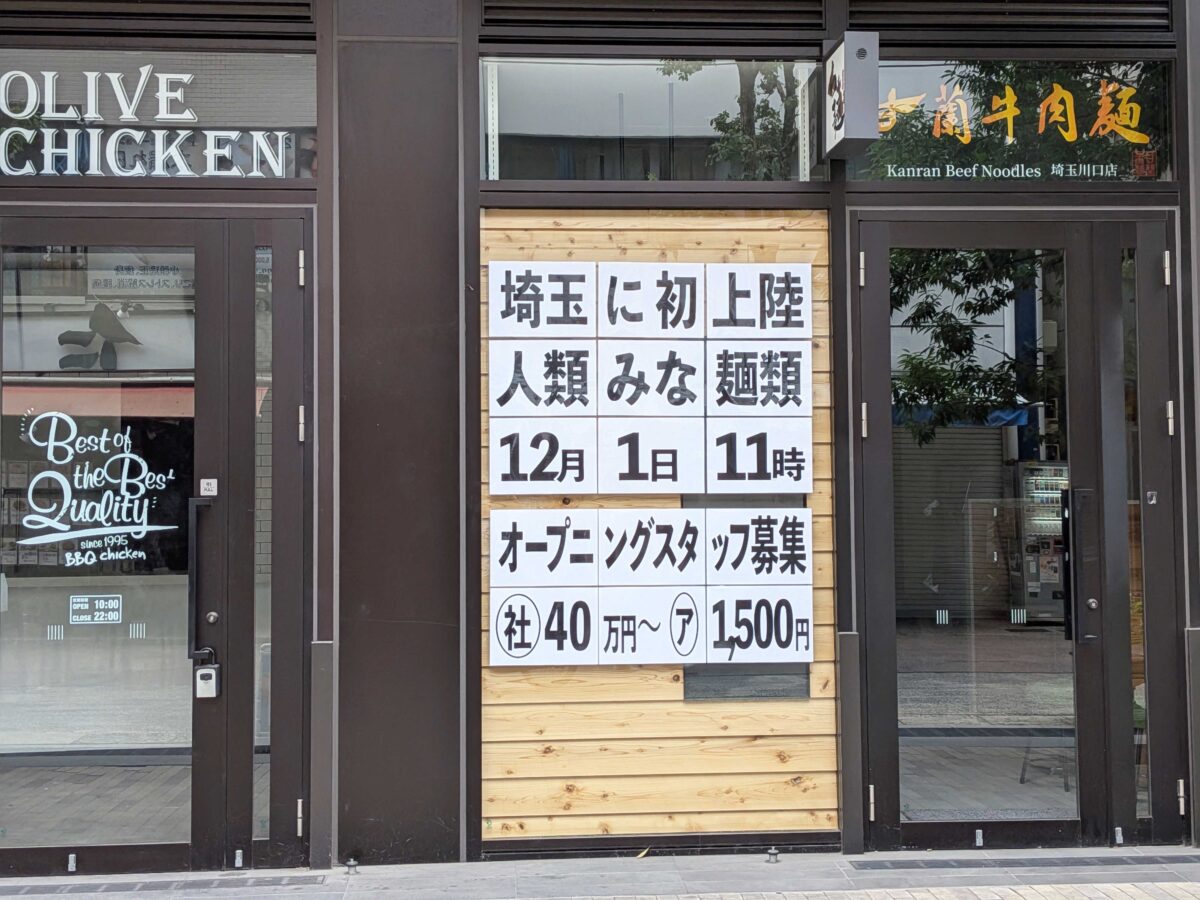 OLIVE
CHICKEN
Best of
the Best
Quality
since 1995
BBQ chicken
OPEN 10:00
CLOSE 22:00
埼玉に初上陸
人類みな麺類
12月1日11時
オープニングスタッフ募集
社40万円〜ア1,500円
蘭牛肉麺
Kanran Beef Noodles 埼玉川口店